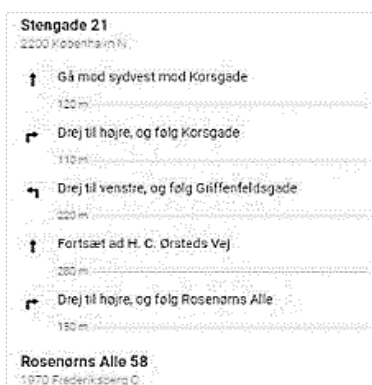 Stengade 21
2200 København N
Gå mod sydvest mod Korsgade
120 m
Drej til højre, og følg Korsgade
110 m
Drej til venstre, og følg Griffenfeldsgade
220 m
Fortsæt ad H. C. Ørsteds Vej
280 m
Drej til højre, og følg Rosenørns Alle
150 m
Rosenørns Alle 58
1970 Frederiksberg C